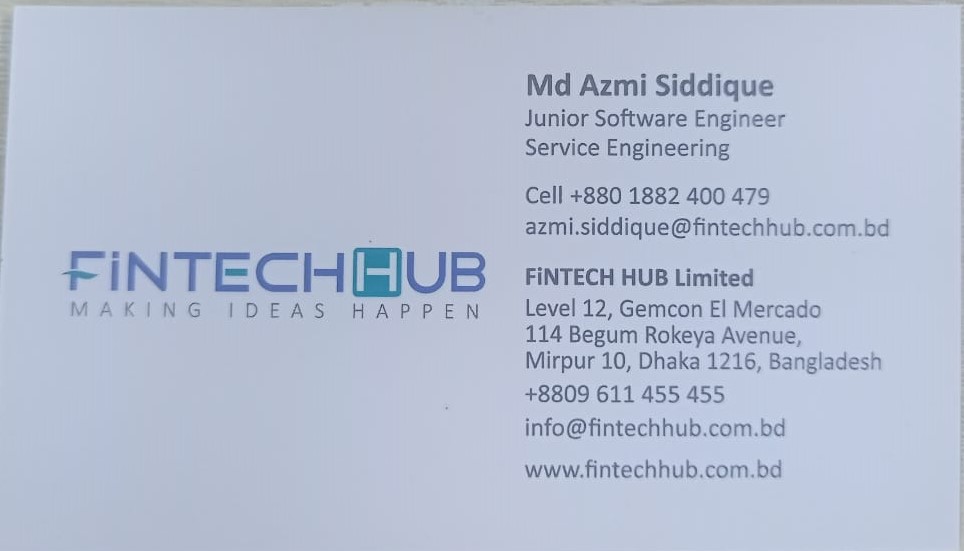 FiNTECHHUB
MAKING IDEAS HAPPEN
Md Azmi Siddique
Junior Software Engineer
Service Engineering
Cell +880 1882 400 479
azmi.siddique@fintechhub.com.bd
FiNTECH HUB Limited
Level 12, Gemcon El Mercado
114 Begum Rokeya Avenue,
Mirpur 10, Dhaka 1216, Bangladesh
+8809 611 455 455
info@fintechhub.com.bd
www.fintechhub.com.bd